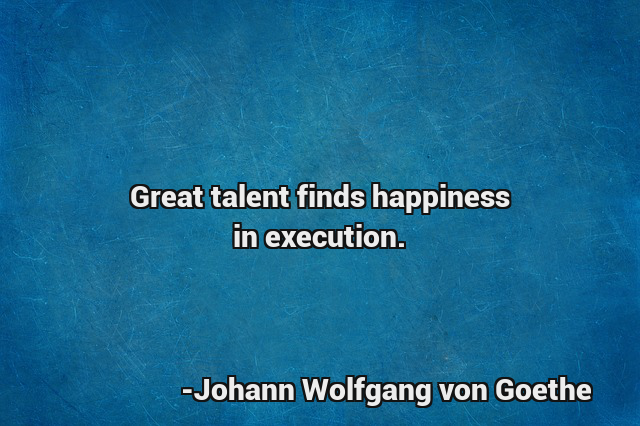 Great talent finds happiness
in execution.
-Johann Wolfgang von Goethe